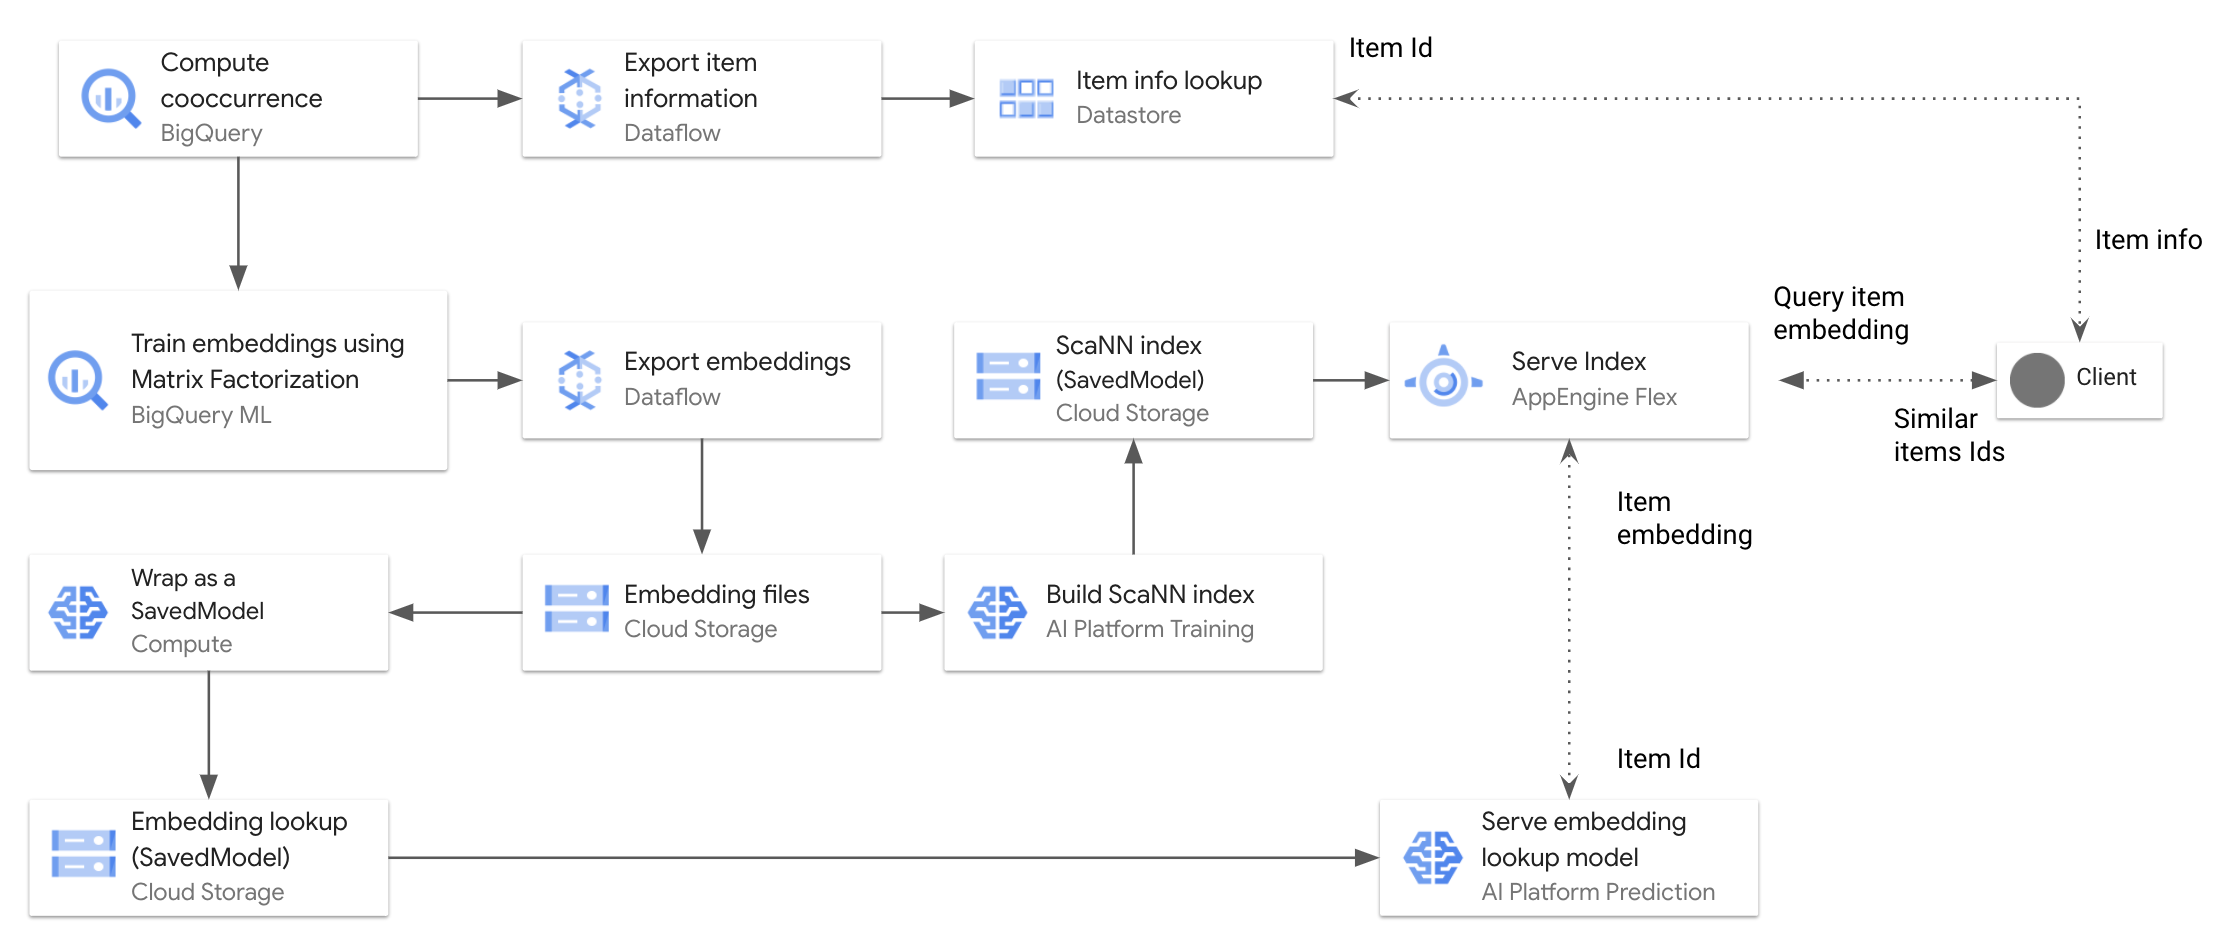 Compute
cooccurrence
BigQuery
Export item
information
Dataflow
Item info lookup
Datastore
Item Id
Item info
Train embeddings using
Matrix Factorization
BigQuery ML
Export embeddings
Dataflow
ScaNN index
(SavedModel)
Cloud Storage
Serve Index
AppEngine Flex
Query item
embedding
Client
Similar
items Ids
Item
embedding
Wrap as a
SavedModel
Compute
Embedding files
Cloud Storage
Build ScaNN index
AI Platform Training
Item Id
Embedding lookup
(SavedModel)
Cloud Storage
Serve embedding
lookup model
AI Platform Prediction